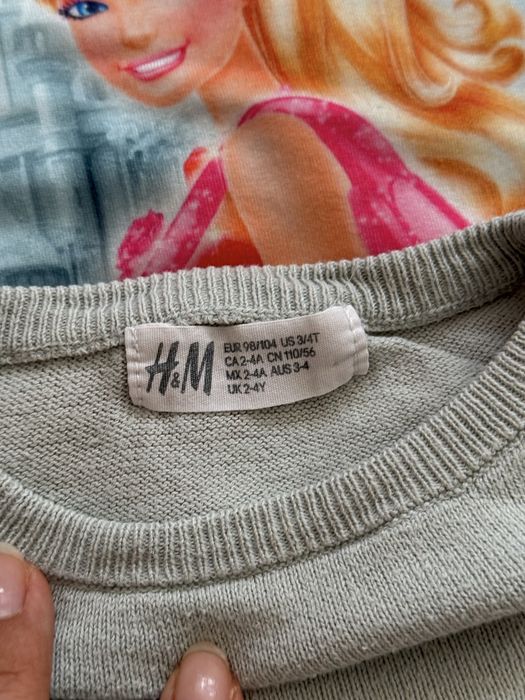 H&M
EUR 98/104 US 3/4T
CA 2-4A CN 110/56
MX 2-4A AUS 3-4
UK 2-4Y